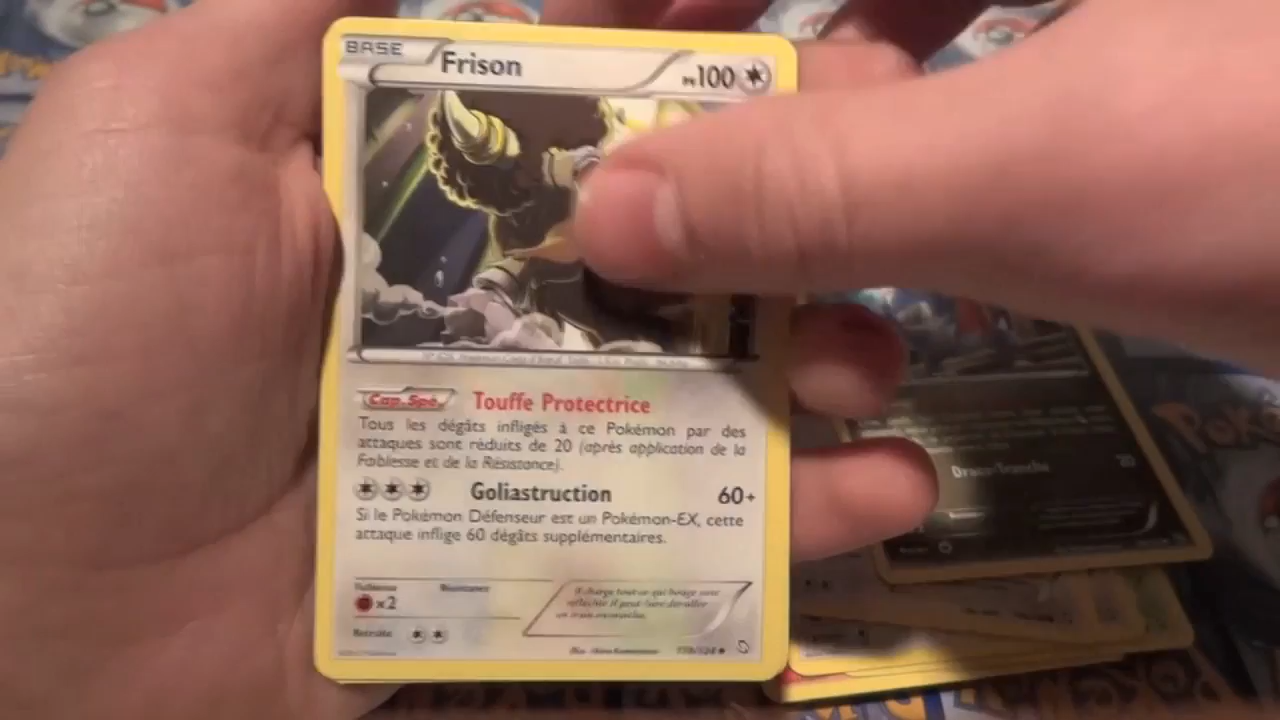 BASE
Frison
PV100
Cap. Spé.
Touffe Protectrice
Tous les dégâts infligés à ce Pokémon par des
attaques sont réduits de 20 (après application de la
Faiblesse et de la Résistance).
Goliastruction 60+
Si le Pokémon Défenseur est un Pokémon-EX, cette
attaque inflige 60 dégâts supplémentaires.
Faiblesse Résistance
x2
Retraite
Draco-Tranche